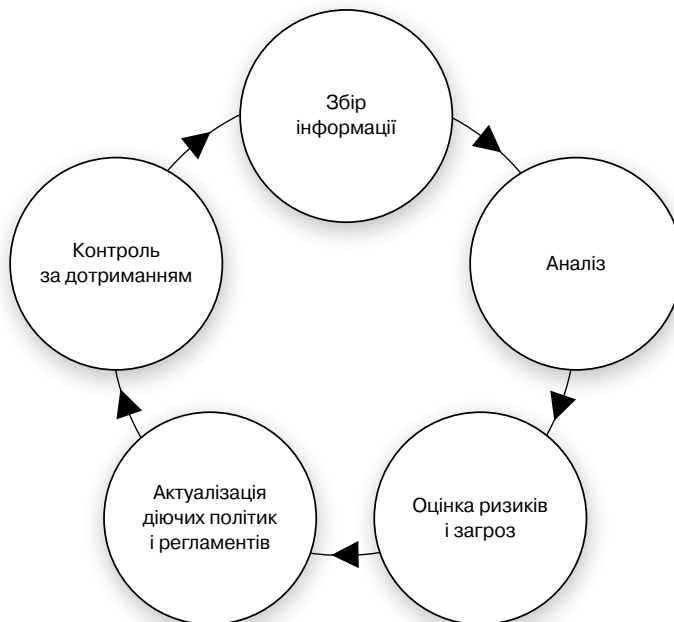 Збір
інформації
Аналіз
Оцінка ризиків
і загроз
Актуалізація
діючих політик
і регламентів
Контроль
за дотриманням